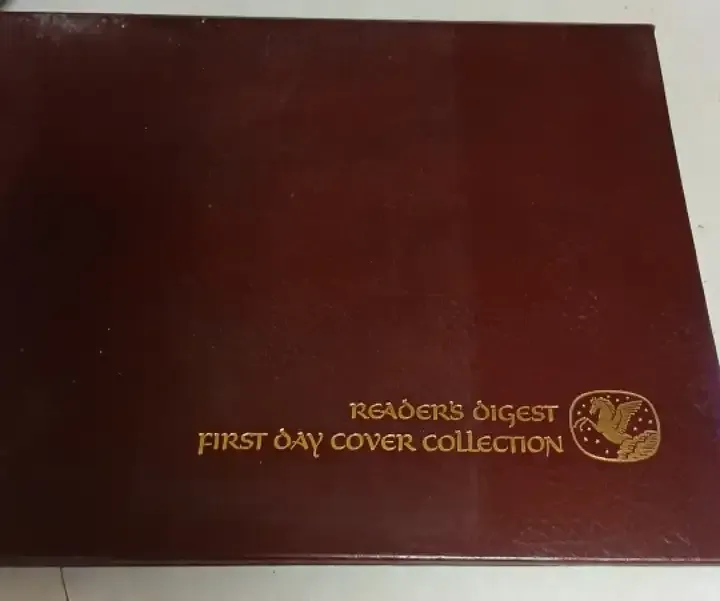 READER'S DIGEST
FIRST DAY COVER COLLECTION